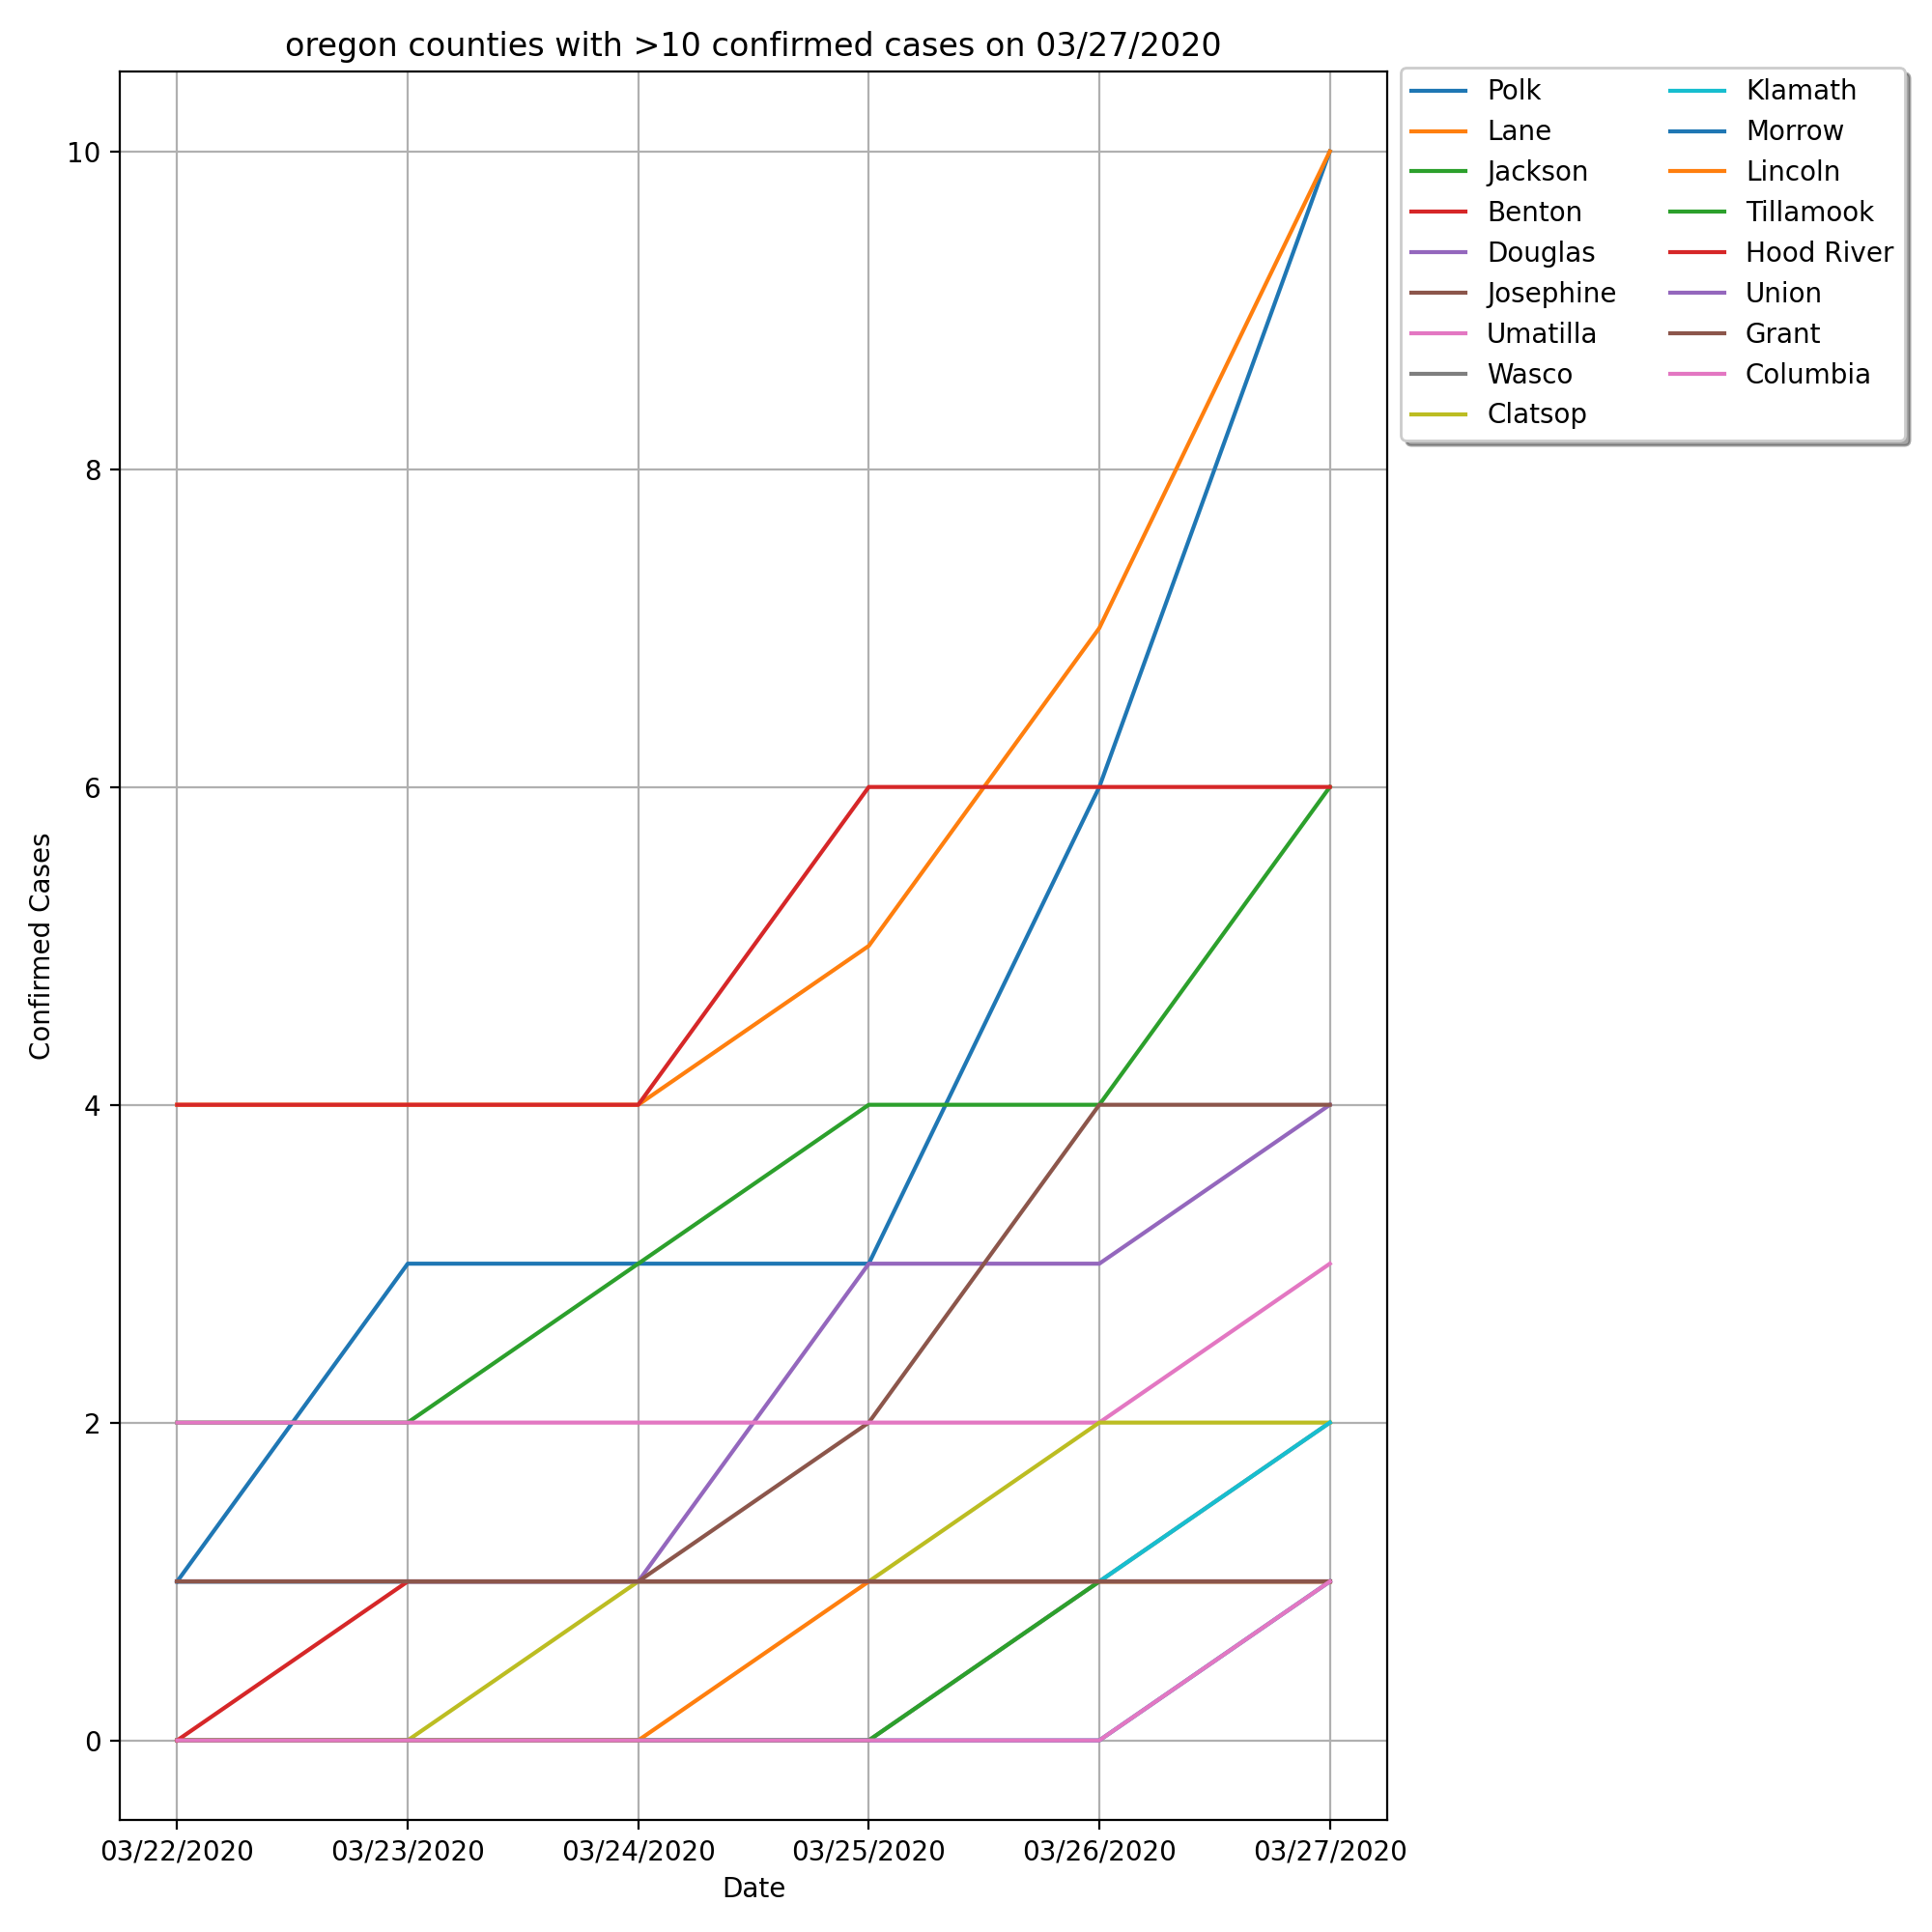 oregon counties with >10 confirmed cases on 03/27/2020
Polk
Lane
Jackson
Benton
Douglas
Josephine
Umatilla
Wasco
Clatsop
Klamath
Morrow
Lincoln
Tillamook
Hood River
Union
Grant
Columbia
Confirmed Cases
10
8
6
4
2
0
03/22/2020 03/23/2020 03/24/2020 03/25/2020 03/26/2020 03/27/2020
Date